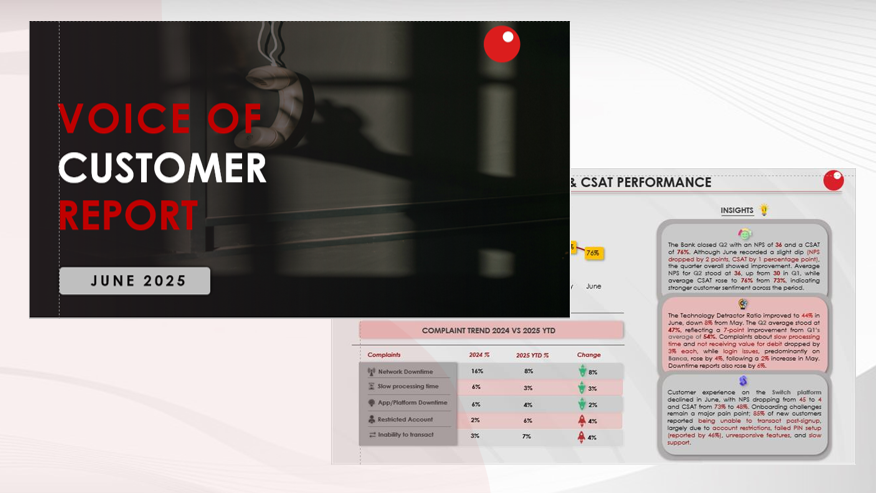 VOICE OF
CUSTOMER
REPORT
JUNE 2025
& CSAT PERFORMANCE
76%
June
INSIGHTS
The Bank closed Q2 with an NPS of 36 and a CSAT
of 76%. Although June recorded a slight dip (NPS
dropped by 2 points, CSAT by 1 percentage point),
the quarter overall showed improvement. Average
NPS for Q2 stood at 36, up from 30 in Q1, while
average CSAT rose to 76% from 73%, indicating
stronger customer sentiment across the period.
The Technology Detractor Ratio improved to 44% in
June, down 8% from May. The Q2 average stood at
47%, reflecting a 7-point improvement from Q1's
average of 54%. Complaints about slow processing
time and not receiving value for debit dropped by
3% each, while login issues, predominantly on
Banca, rose by 4%, following a 2% increase in May.
Downtime reports also rose by 6%.
Customer experience on the Switch platform
declined in June, with NPS dropping from 45 to 4
and CSAT from 73% to 48%. Onboarding challenges
remain a major pain point; 85% of new customers
reported being unable to transact post-signup,
largely due to account restrictions, failed PIN setup
(reported by 46%), unresponsive features, and slow
support.
COMPLAINT TREND 2024 VS 2025 YTD
Complaints 2024 % 2025 YTD % Change
Network Downtime 16% 8% 8%
Slow processing time 6% 3% 3%
App/Platform Downtime 6% 4% 2%
Restricted Account 2% 6% 4%
Inability to transact 3% 7% 4%